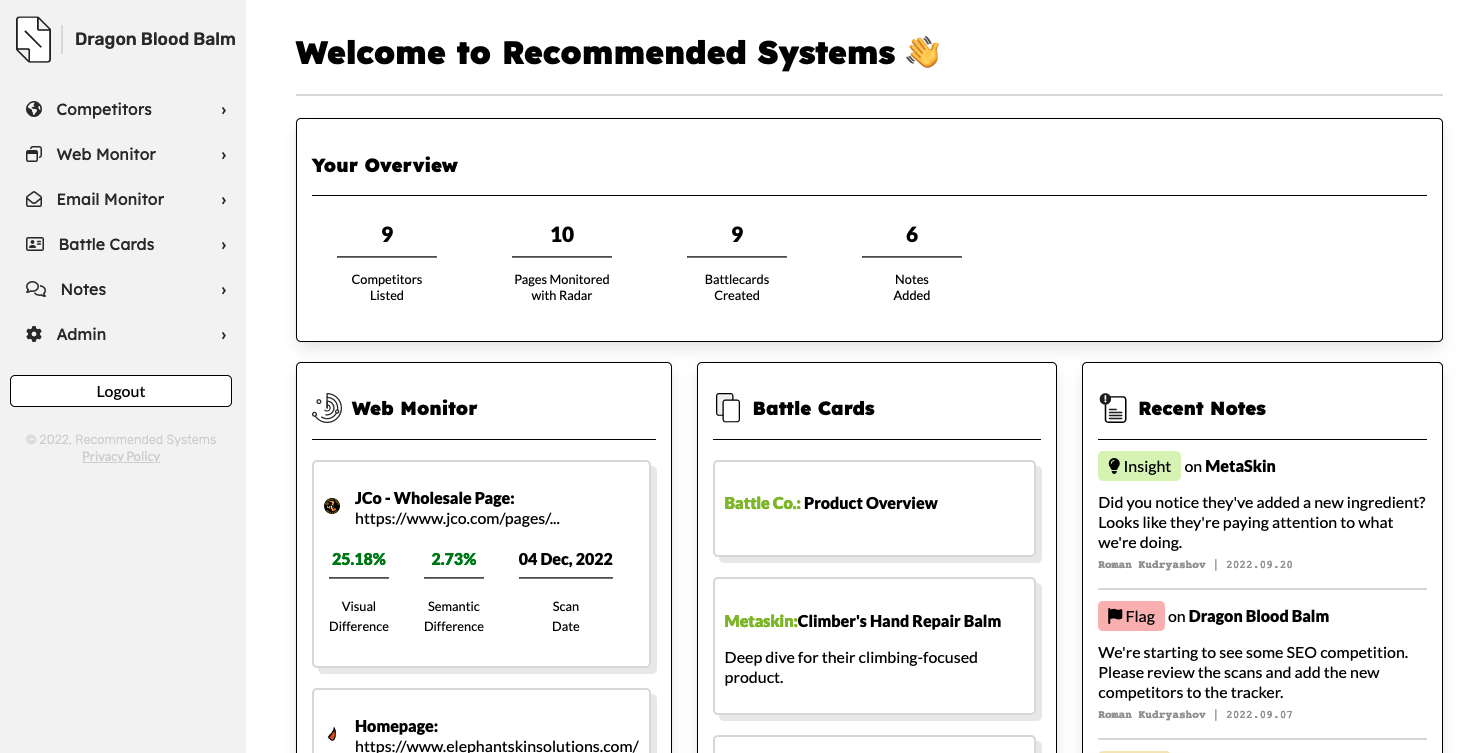 Dragon Blood Balm
Competitors
Web Monitor
Email Monitor
Battle Cards
Notes
Admin
Logout
© 2022, Recommended Systems
Privacy Policy
Welcome to Recommended Systems 👋
Your Overview
9
Competitors
Listed
10
Pages Monitored
with Radar
9
Battlecards
Created
6
Notes
Added
Web Monitor
JCo - Wholesale Page:
https://www.jco.com/pages/...
25.18%
Visual
Difference
2.73%
Semantic
Difference
04 Dec, 2022
Scan
Date
Homepage:
https://www.elephantskinsolutions.com/
Battle Cards
Battle Co.: Product Overview
Metaskin:Climber's Hand Repair Balm
Deep dive for their climbing-focused
product.
Recent Notes
Insight on MetaSkin
Did you notice they've added a new ingredient?
Looks like they're paying attention to what
we're doing.
Roman Kudryashov | 2022.09.20
Flag on Dragon Blood Balm
We're starting to see some SEO competition.
Please review the scans and add the new
competitors to the tracker.
Roman Kudryashov | 2022.09.07